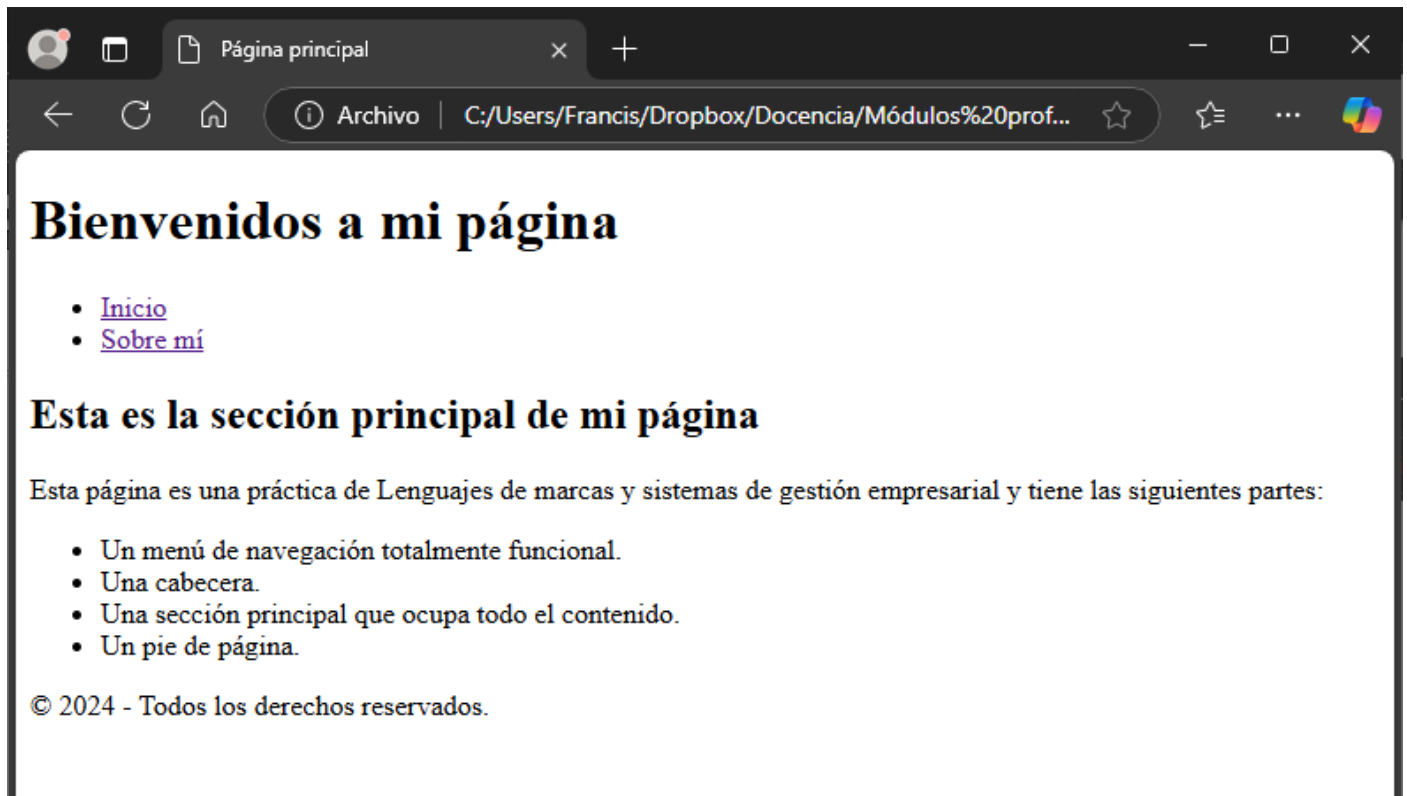 Página principal
Archivo C:/Users/Francis/Dropbox/Docencia/Módulos%20prof...
Bienvenidos a mi página
Inicio
Sobre mí
Esta es la sección principal de mi página
Esta página es una práctica de Lenguajes de marcas y sistemas de gestión empresarial y tiene las siguientes partes:
Un menú de navegación totalmente funcional.
Una cabecera.
Una sección principal que ocupa todo el contenido.
Un pie de página.
© 2024 - Todos los derechos reservados.